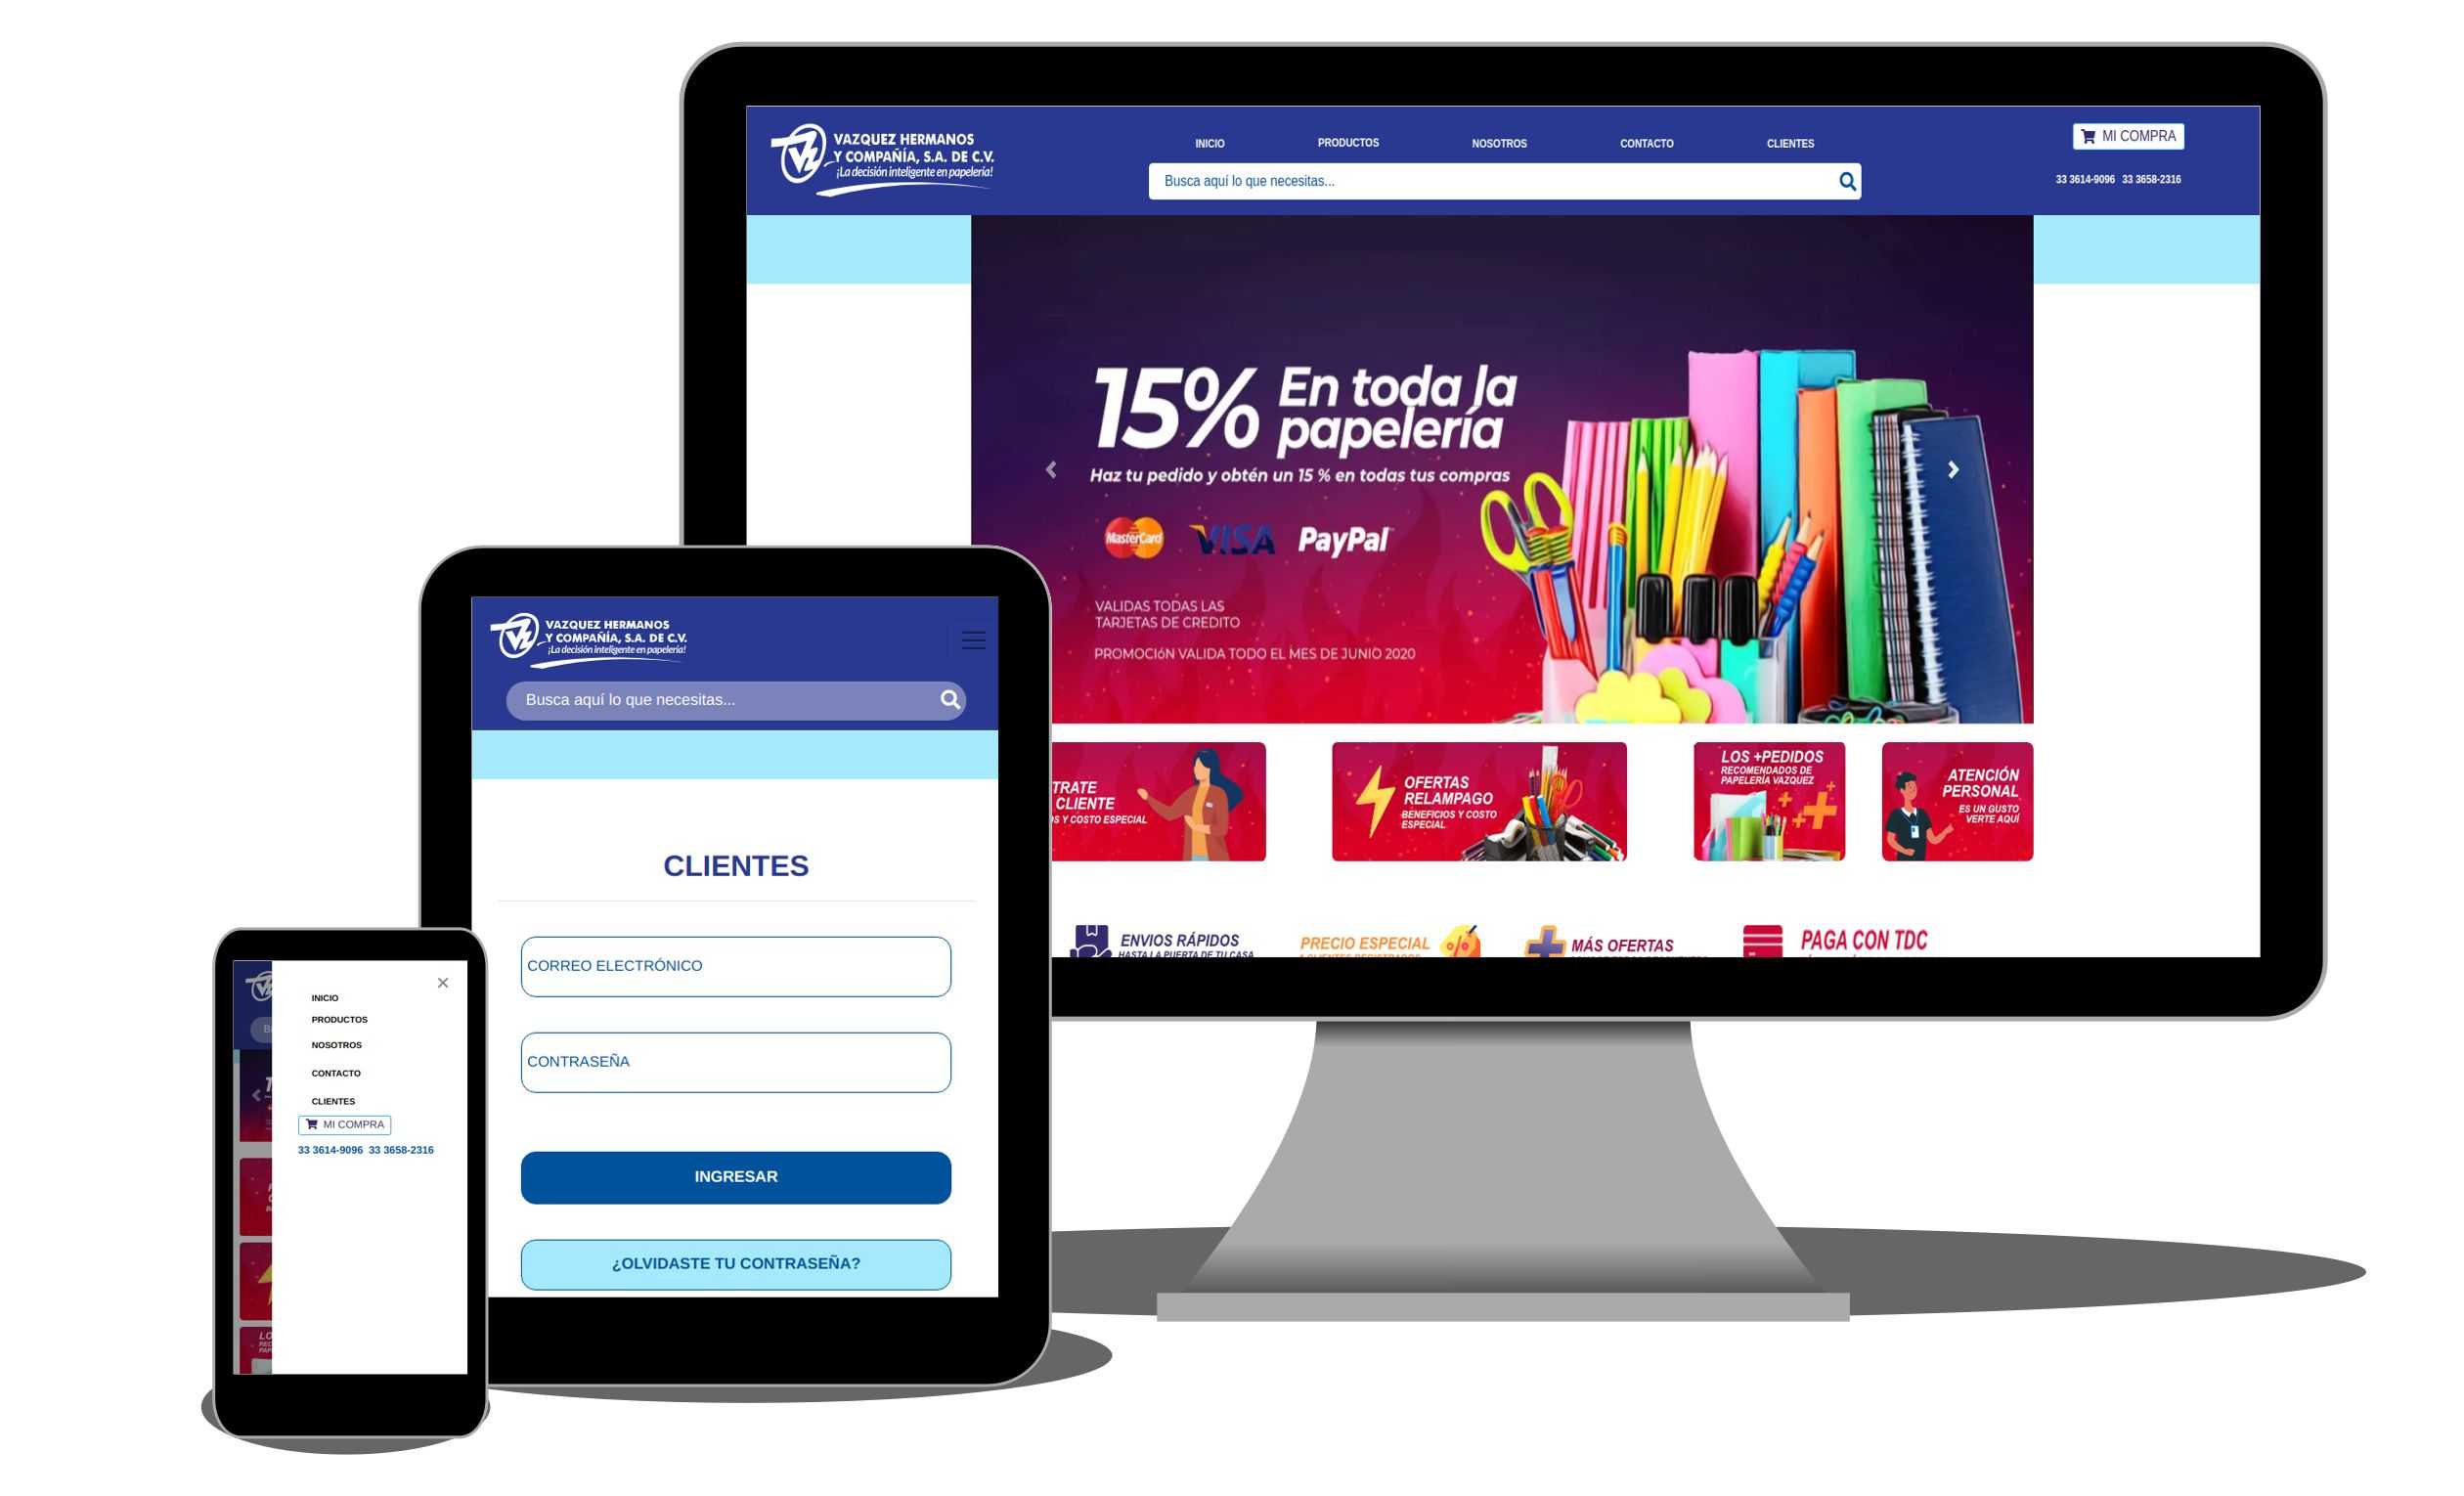 VAZQUEZ HERMANOS
Y COMPAÑÍA, S.A. DE C.V.
¡La decisión inteligente en papelería!
INICIO
PRODUCTOS
NOSOTROS
CONTACTO
CLIENTES
MI COMPRA
Busca aquí lo que necesitas...
33 3614-9096 33 3658-2316
15% En toda la
papelería
Haz tu pedido y obtén un 15 % en todas tus compras
MasterCard
VISA
PayPal
VALIDAS TODAS LAS
TARJETAS DE CREDITO
PROMOCIóN VALIDA TODO EL MES DE JUNIO 2020
TRATE
CLIENTE
S Y COSTO ESPECIAL
OFERTAS
RELAMPAGO
BENEFICIOS Y COSTO
ESPECIAL
LOS +PEDIDOS
RECOMENDADOS DE
PAPELERÍA VAZQUEZ
ATENCIÓN
PERSONAL
ES UN GUSTO
VERTE AQUÍ
ENVIOS RÁPIDOS
HASTA LA PUERTA DE TU CASA
PRECIO ESPECIAL
A CLIENTES REGISTRADOS
MÁS OFERTAS
PAGA CON TDC
VAZQUEZ HERMANOS
Y COMPAÑÍA, S.A. DE C.V.
¡La decisión inteligente en papelería!
Busca aquí lo que necesitas...
CLIENTES
CORREO ELECTRÓNICO
CONTRASEÑA
INGRESAR
¿OLVIDASTE TU CONTRASEÑA?
INICIO
PRODUCTOS
NOSOTROS
CONTACTO
CLIENTES
MI COMPRA
33 3614-9096 33 3658-2316
LO